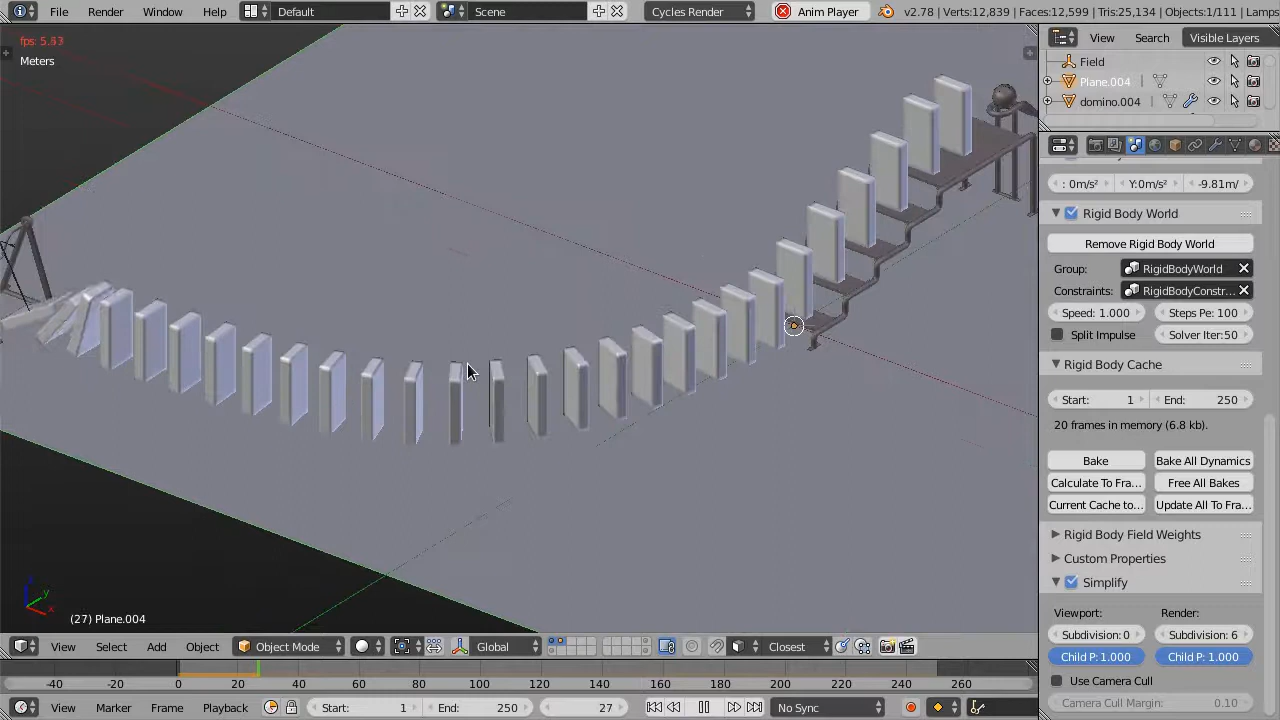 File Render Window Help Default Scene Cycles Render Anim Player v2.78 | Verts:12,839 | Faces:12,599 | Tris:25,134 | Objects:1/111 | Lamps
fps: 5.53
Meters
(27) Plane.004
View Search Visible Layers
Field
Plane.004
domino.004
: 0m/s² Y:0m/s² -9.81m/
Rigid Body World
Remove Rigid Body World
Group: RigidBodyWorld
Constraints: RigidBodyConstr...
Speed: 1.000 Steps Pe: 100
Split Impulse Solver Iter:50
Rigid Body Cache
Start: 1 End: 250
20 frames in memory (6.8 kb).
Bake Bake All Dynamics
Calculate To Fra... Free All Bakes
Current Cache to... Update All To Fra...
Rigid Body Field Weights
Custom Properties
Simplify
Viewport: Render:
Subdivision: 0 Subdivision: 6
Child P: 1.000 Child P: 1.000
Use Camera Cull
Camera Cull Margin: 0.10
z
y
x
View Select Add Object Object Mode Global Closest
-40 -20 0 20 40 60 80 100 120 140 160 180 200 220 240 260
View Marker Frame Playback Start: 1 End: 250 27 No Sync